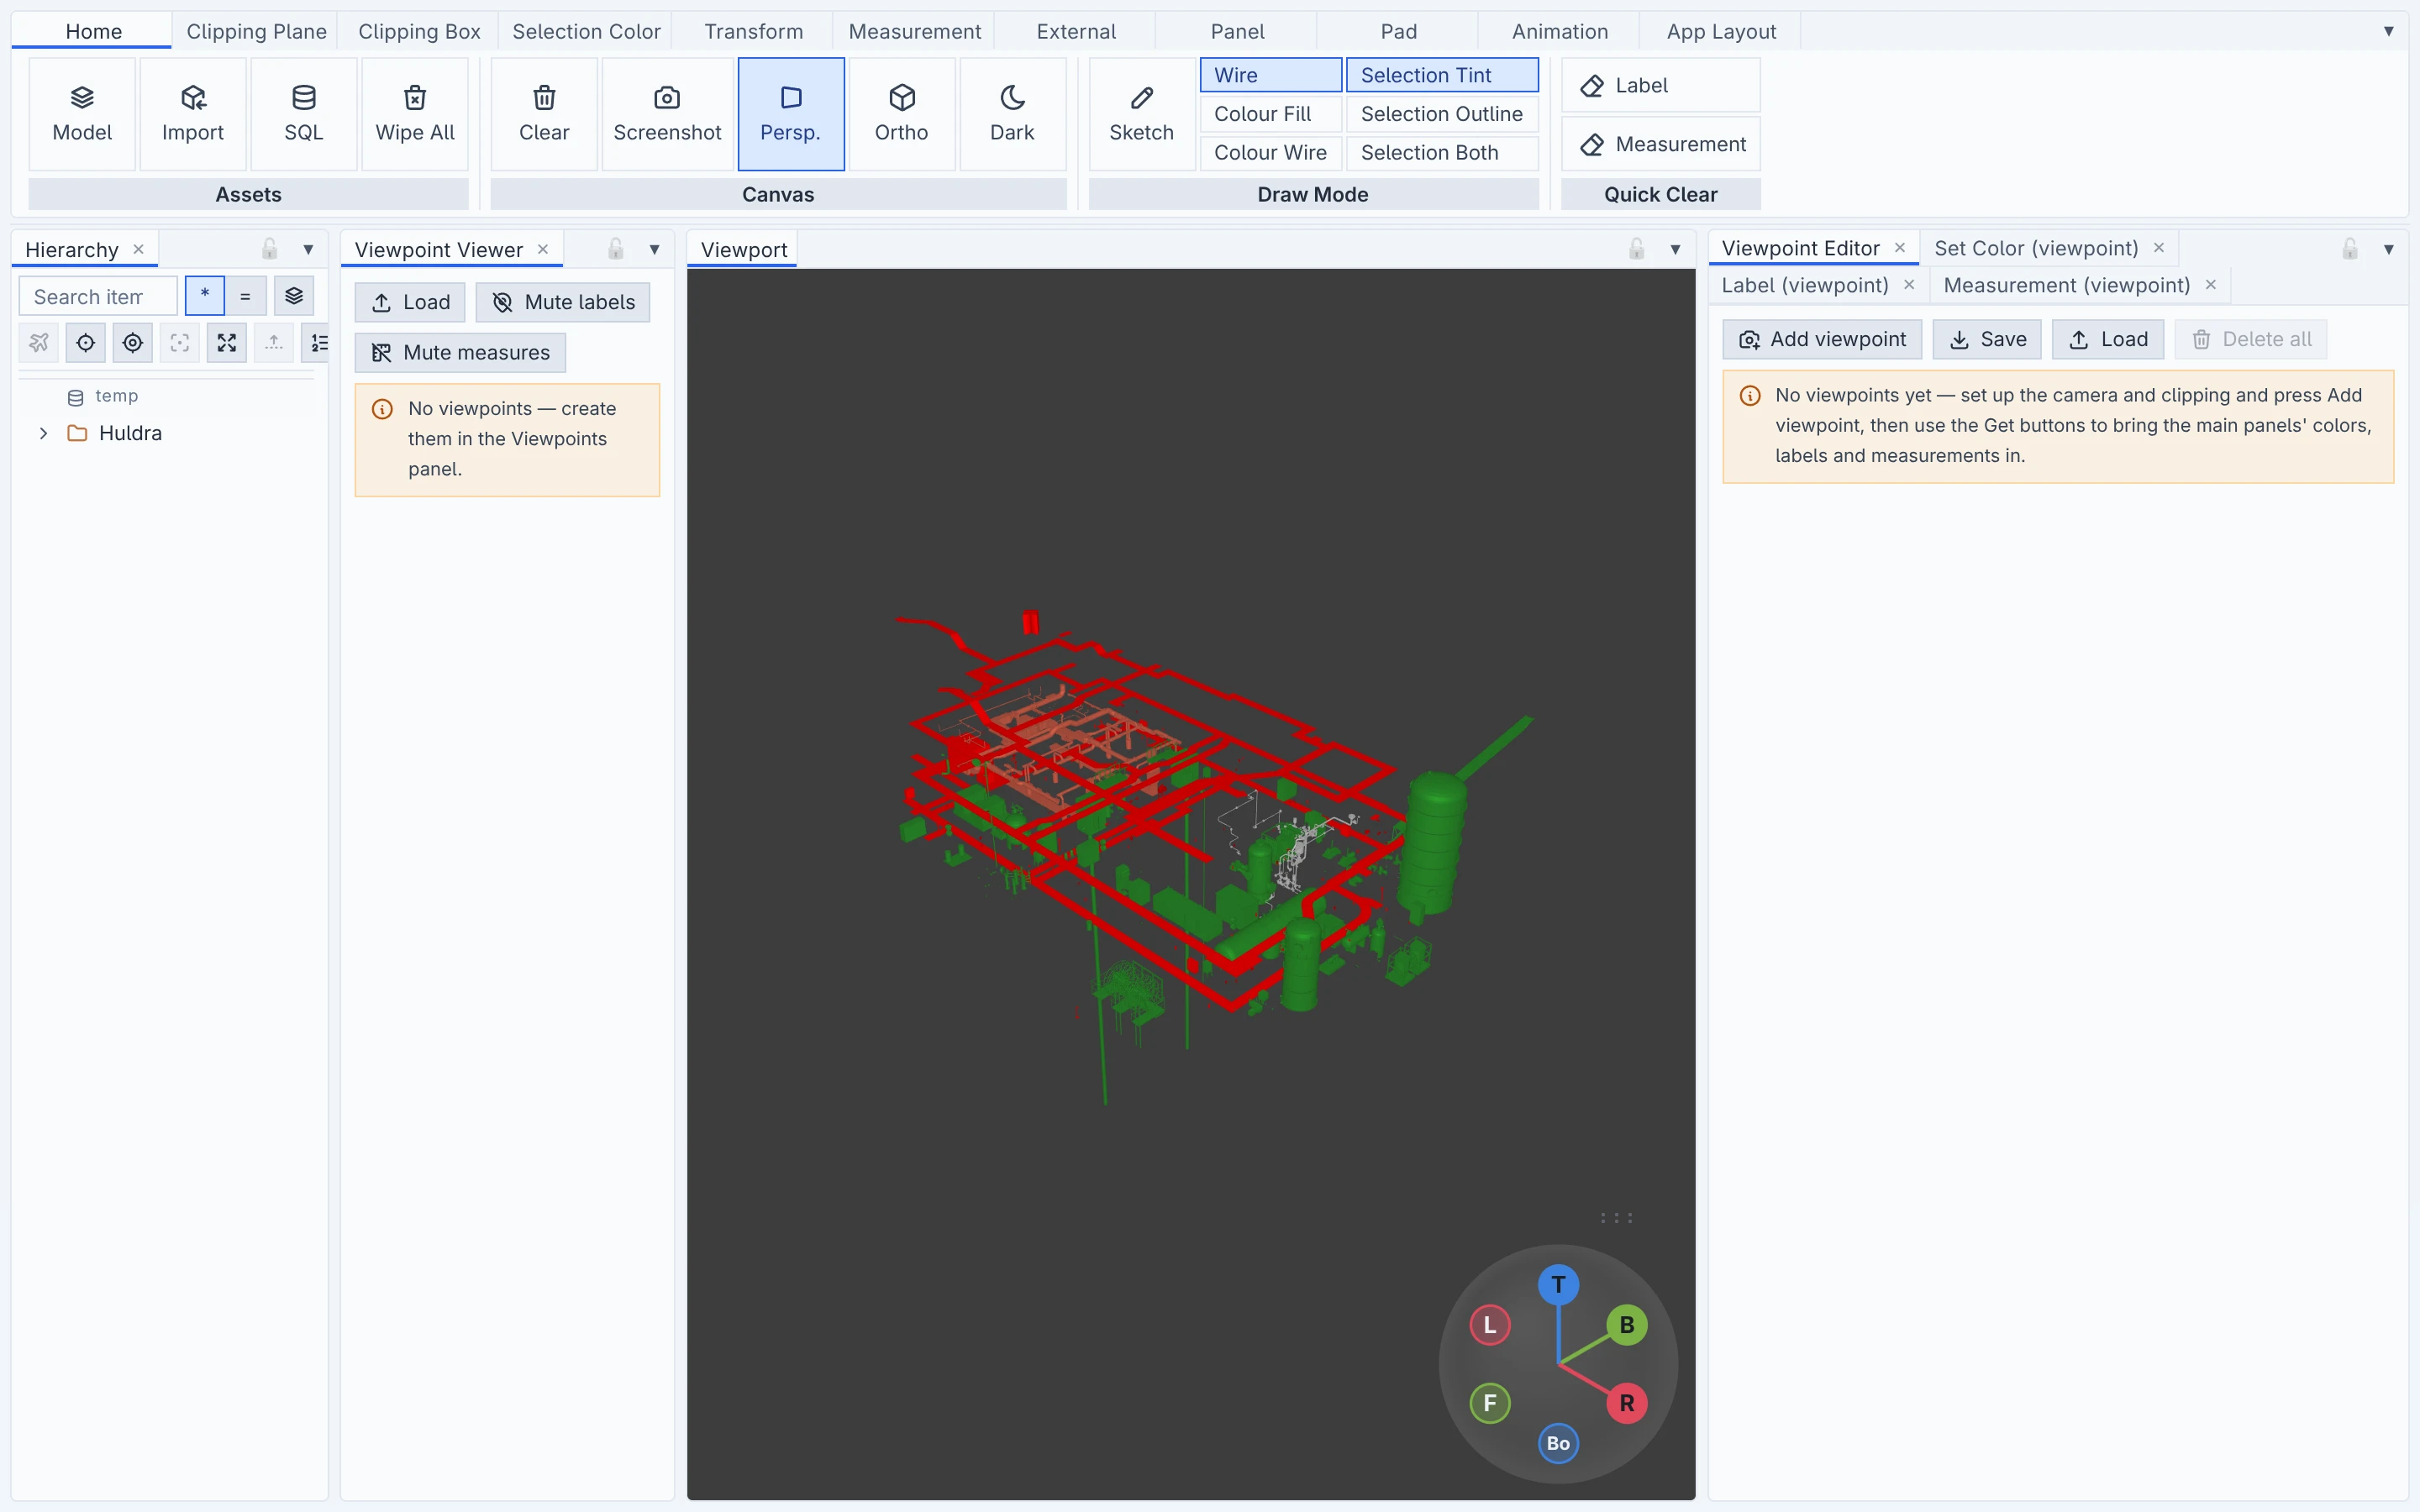 Home
Clipping Plane
Clipping Box
Selection Color
Transform
Measurement
External
Panel
Pad
Animation
App Layout
Model
Import
SQL
Wipe All
Assets
Clear
Screenshot
Persp.
Ortho
Dark
Canvas
Sketch
Wire
Selection Tint
Colour Fill
Selection Outline
Colour Wire
Selection Both
Draw Mode
Label
Measurement
Quick Clear
Hierarchy
Search item
*
=
temp
Huldra
Viewpoint Viewer
Load
Mute labels
Mute measures
No viewpoints — create
them in the Viewpoints
panel.
Viewport
T
L
B
F
R
Bo
Viewpoint Editor
Set Color (viewpoint)
Label (viewpoint)
Measurement (viewpoint)
Add viewpoint
Save
Load
Delete all
No viewpoints yet — set up the camera and clipping and press Add
viewpoint, then use the Get buttons to bring the main panels' colors,
labels and measurements in.